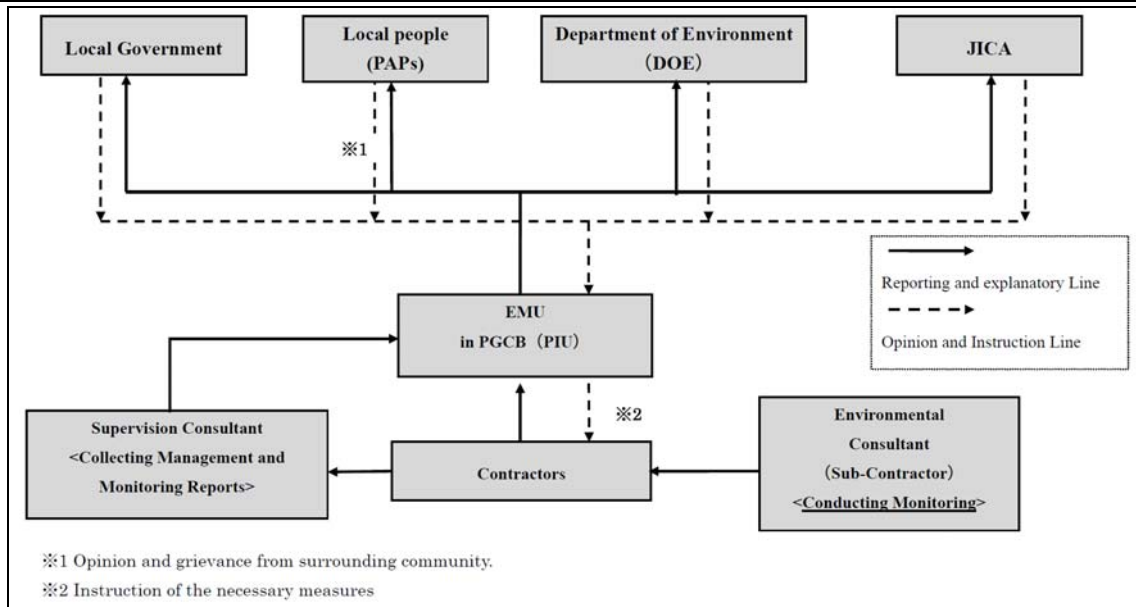 Local Government
Local people
(PAPs)
Department of Environment
（DOE）
JICA
※1
Reporting and explanatory Line
Opinion and Instruction Line
EMU
in PGCB（PIU）
※2
Supervision Consultant
<Collecting Management and
Monitoring Reports>
Contractors
Environmental
Consultant
（Sub-Contractor）
<Conducting Monitoring>
※1 Opinion and grievance from surrounding community.
※2 Instruction of the necessary measures